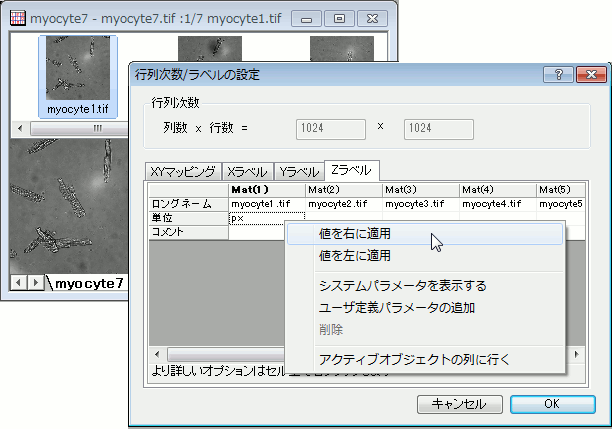 myocyte7 - myocyte7.tif :1/7 myocyte1.tif
myocyte1.tif
myocyte7
行列次数/ラベルの設定
行列次数
列数 x 行数 = 1024 x 1024
XYマッピング Xラベル Yラベル Zラベル
Mat(1) Mat(2) Mat(3) Mat(4) Mat(5)
ロングネーム myocyte1.tif myocyte2.tif myocyte3.tif myocyte4.tif myocyte5
単位 px
コメント
値を右に適用
値を左に適用
システムパラメータを表示する
ユーザ定義パラメータの追加
削除
アクティブオブジェクトの列に行く
より詳しいオプションはセル
キャンセル OK